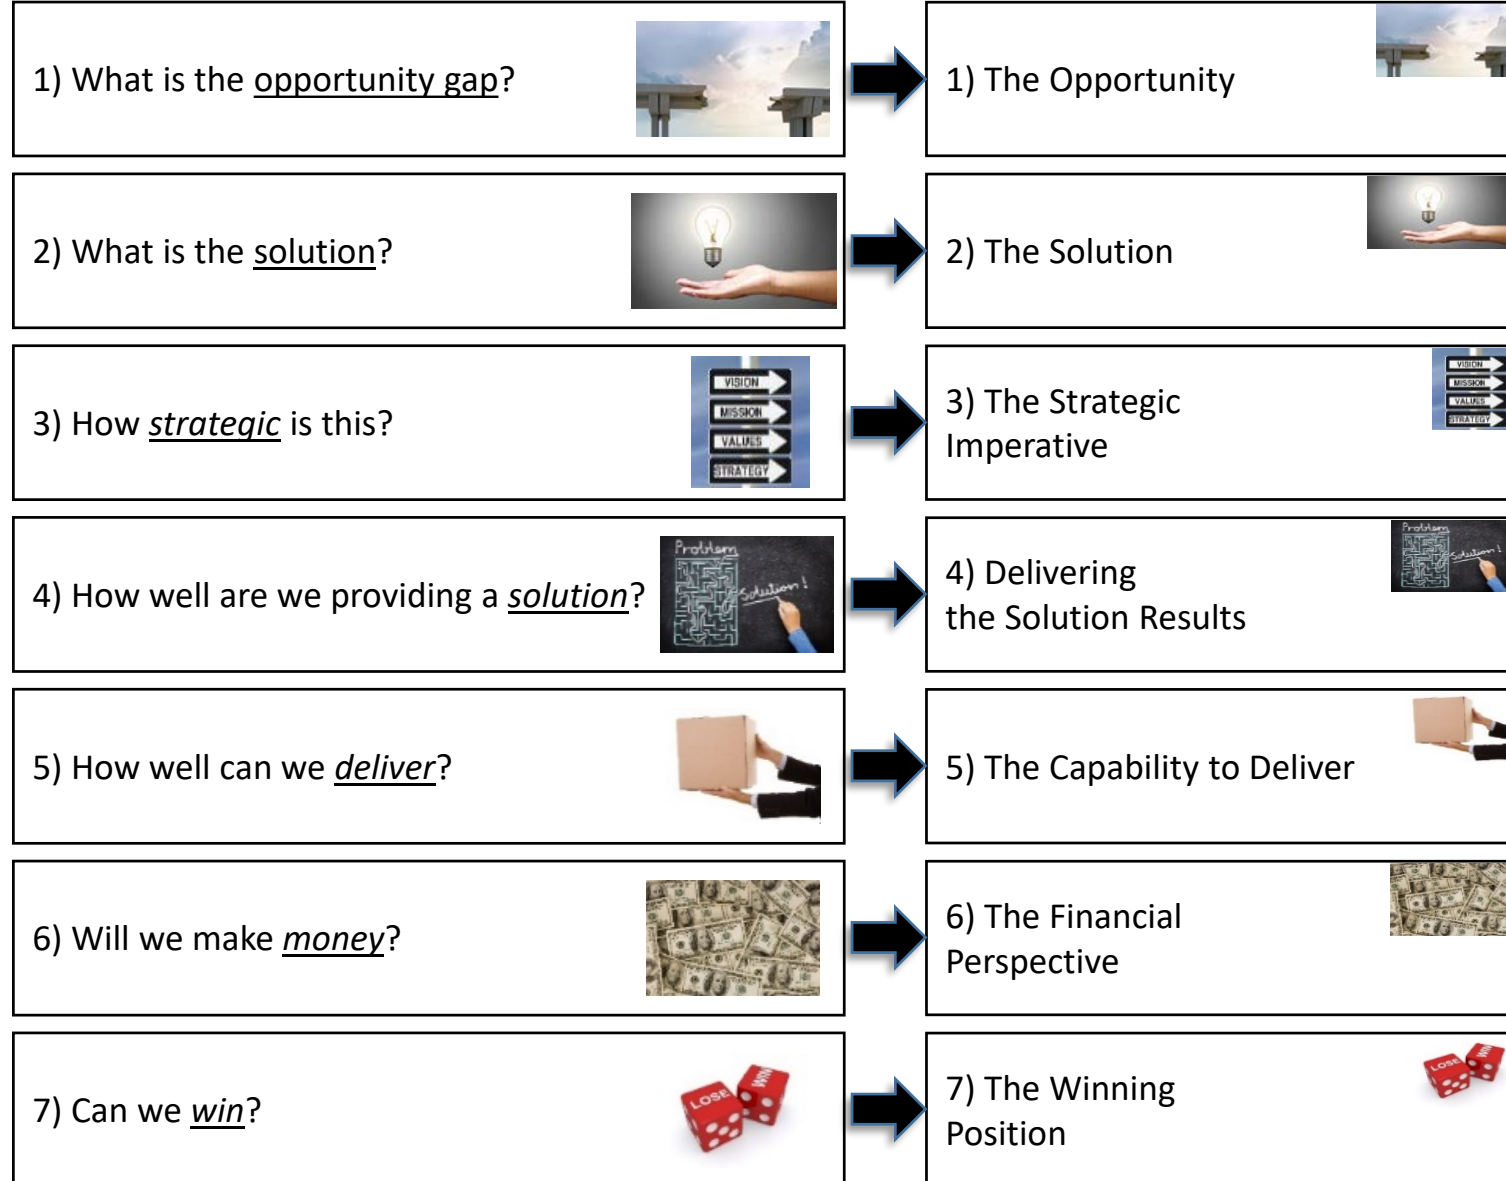 1) What is the opportunity gap?
1) The Opportunity
2) What is the solution?
2) The Solution
3) How strategic is this?
VISION
MISSION
VALUES
STRATEGY
3) The Strategic
Imperative
VISION
MISSION
VALUES
STRATEGY
4) How well are we providing a solution?
Problem
Solution!
4) Delivering
the Solution Results
Problem
Solution!
5) How well can we deliver?
5) The Capability to Deliver
6) Will we make money?
6) The Financial
Perspective
7) Can we win?
LOSE
WIN
7) The Winning
Position
LOSE
WIN